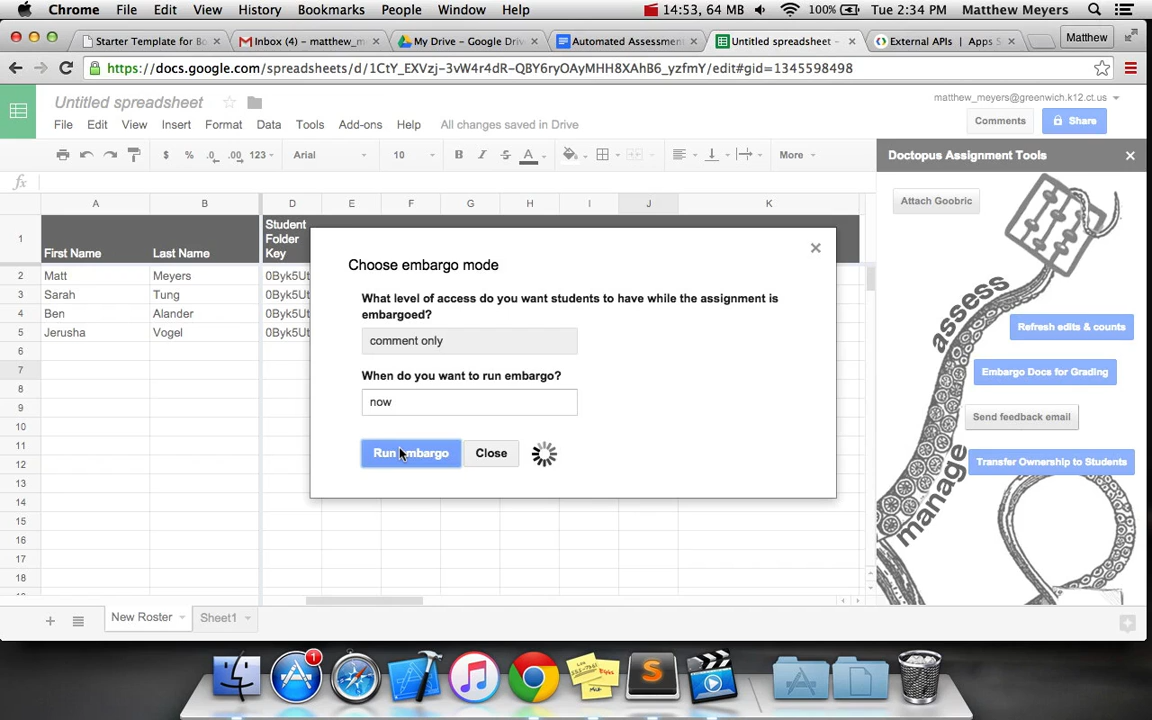 Chrome File Edit View History Bookmarks People Window Help 14:53, 64 MB 100% Tue 2:34 PM Matthew Meyers
Starter Template for Bo Inbox (4) – matthew_m My Drive – Google Driv Automated Assessment Untitled spreadsheet – External APIs | Apps S Matthew
https://docs.google.com/spreadsheets/d/1CtY_EXVzj-3vW4r4dR-QBY6ryOAyMHH8XAhB6_yzfmY/edit#gid=1345598498
Untitled spreadsheet matthew_meyers@greenwich.k12.ct.us
File Edit View Insert Format Data Tools Add-ons Help All changes saved in Drive Comments Share
$ % .0 .00 123 Arial 10 B I S A More
Doctopus Assignment Tools
fx
Attach Goobric
A B D E F G H I J K
1 First Name Last Name Student
Folder
Key
2 Matt Meyers 0Byk5Ut
3 Sarah Tung 0Byk5Ut
4 Ben Alander 0Byk5Ut
5 Jerusha Vogel 0Byk5Ut
6
7
8
9
10
11
12
13
14
15
16
17
18
Choose embargo mode
What level of access do you want students to have while the assignment is
embargoed?
comment only
When do you want to run embargo?
now
Run embargo Close
assess
Refresh edits & counts
Embargo Docs for Grading
Send feedback email
Transfer Ownership to Students
manage
New Roster Sheet1
1
S